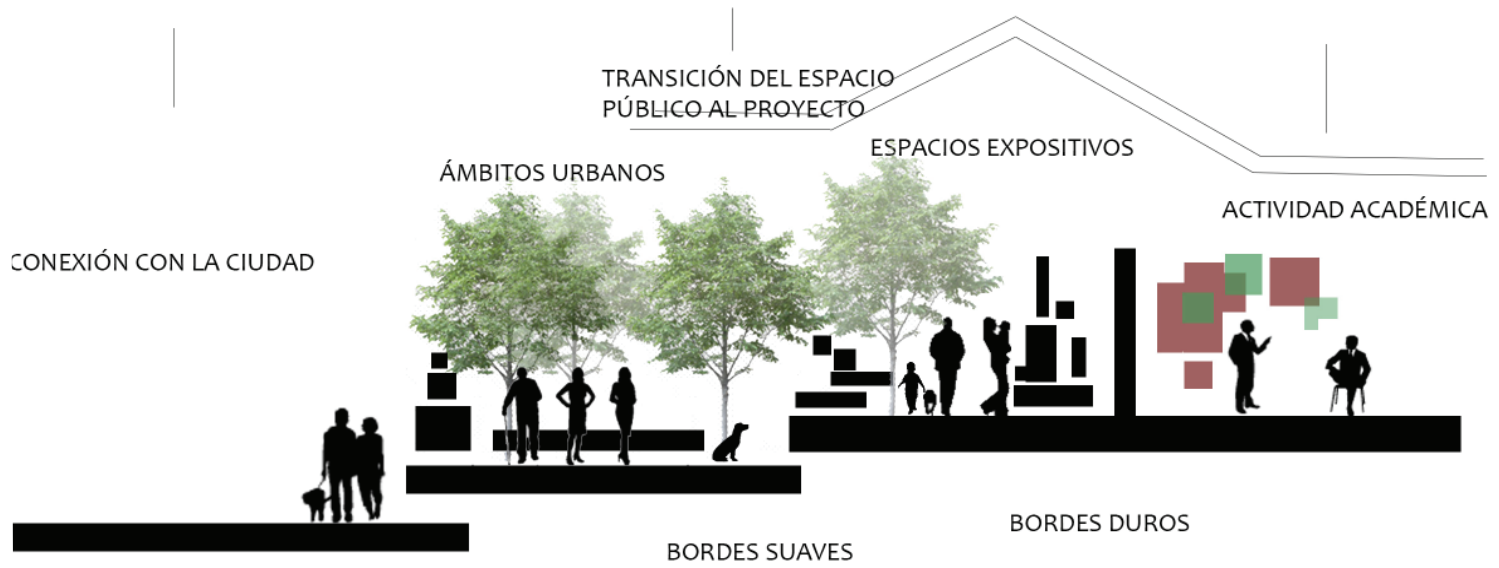 TRANSICIÓN DEL ESPACIO
PÚBLICO AL PROYECTO
ESPACIOS EXPOSITIVOS
ÁMBITOS URBANOS
ACTIVIDAD ACADÉMICA
CONEXIÓN CON LA CIUDAD
BORDES DUROS
BORDES SUAVES